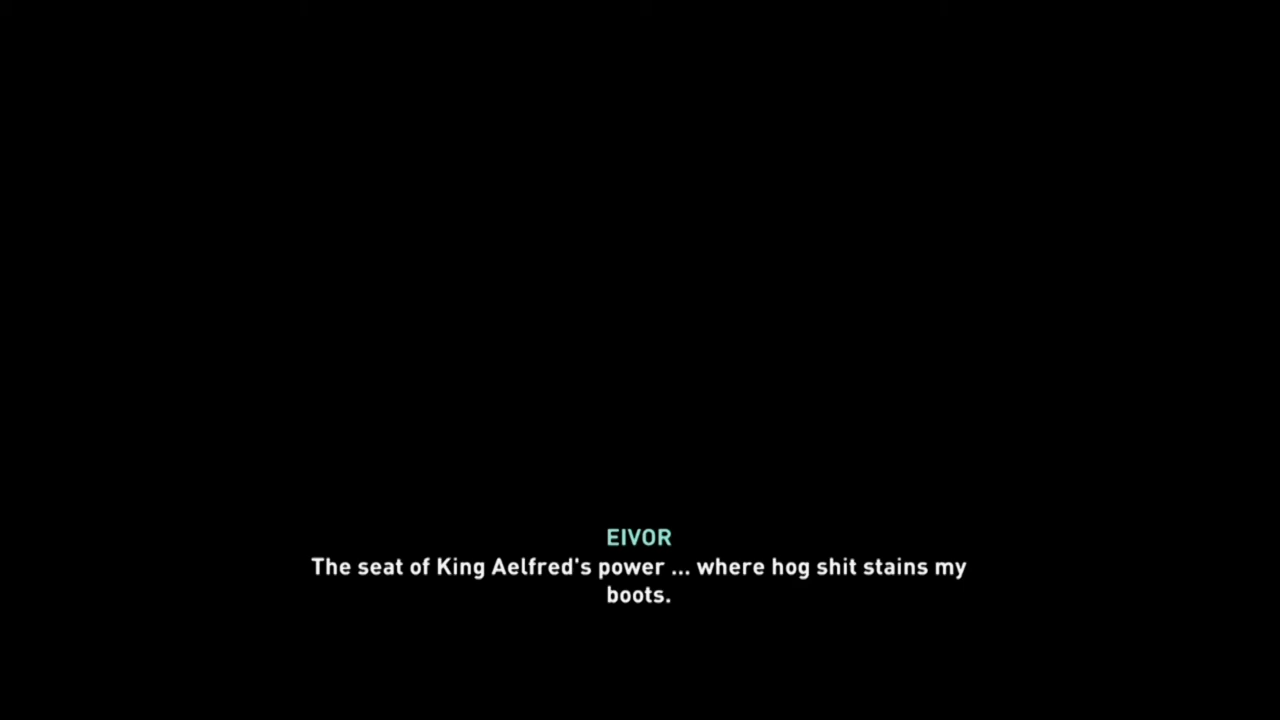 EIVOR
The seat of King Aelfred's power ... where hog shit stains my
boots.